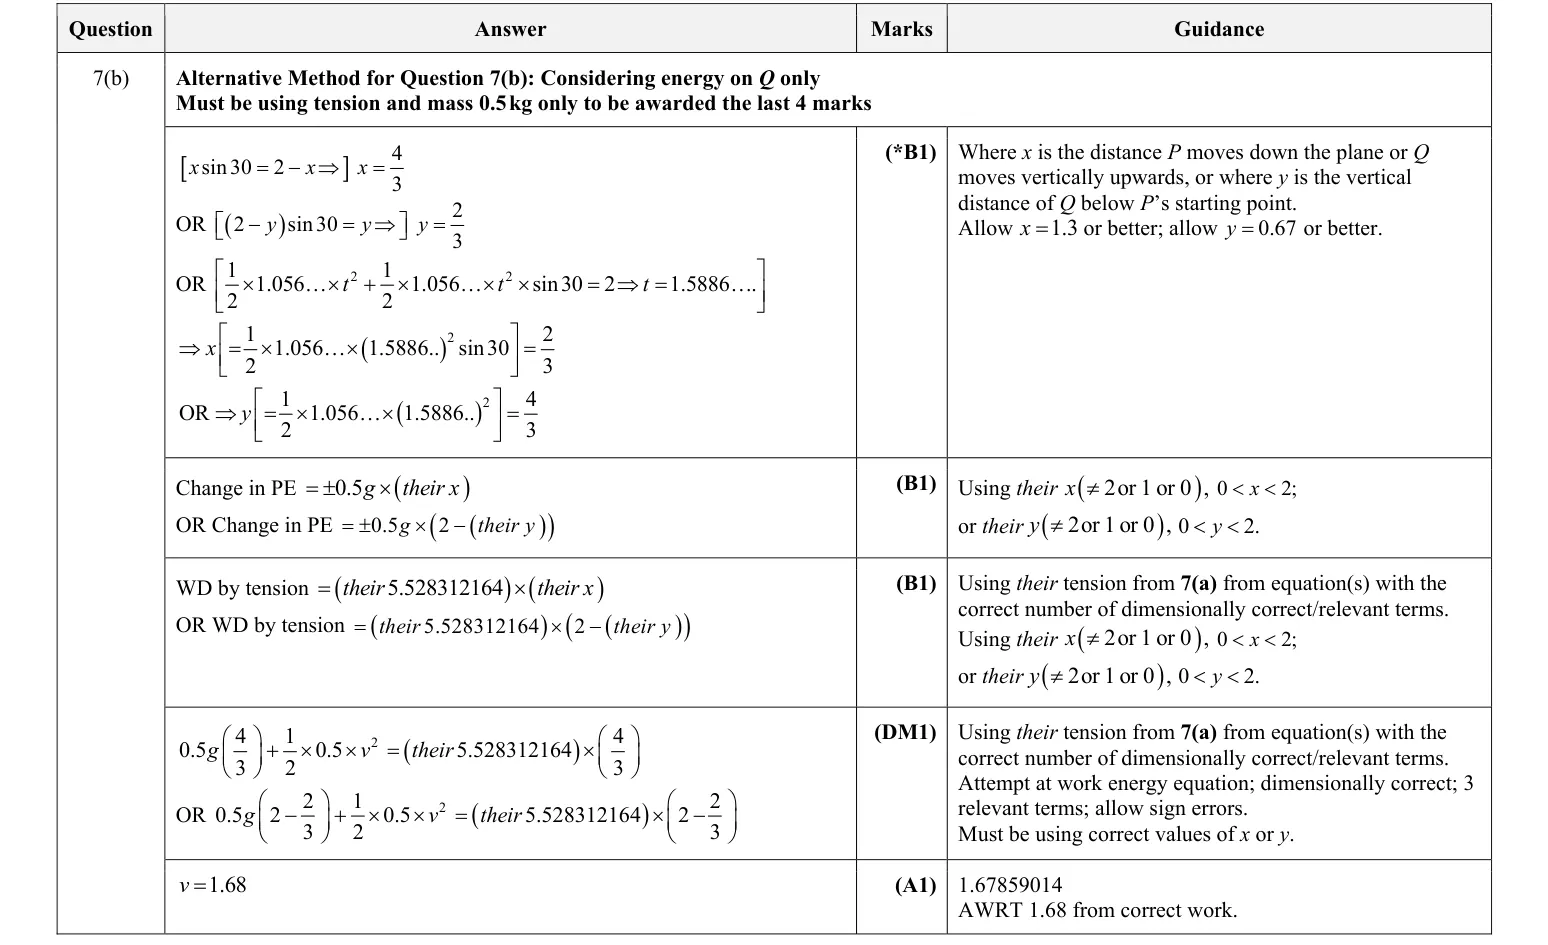 Question Answer Marks Guidance
7(b) Alternative Method for Question 7(b): Considering energy on Q only
Must be using tension and mass 0.5 kg only to be awarded the last 4 marks
[x sin 30 = 2 − x ⇒] x = 4/3
OR [(2 − y) sin 30 = y ⇒] y = 2/3
OR [1/2 × 1.056… × t² + 1/2 × 1.056… × t² × sin 30 = 2 ⇒ t = 1.5886….]
⇒ x [= 1/2 × 1.056… × (1.5886..)² sin 30] = 2/3
OR ⇒ y [= 1/2 × 1.056… × (1.5886..)²] = 4/3
(*B1)
Where x is the distance P moves down the plane or Q
moves vertically upwards, or where y is the vertical
distance of Q below P’s starting point.
Allow x = 1.3 or better; allow y = 0.67 or better.
Change in PE = ±0.5g × (their x)
OR Change in PE = ±0.5g × (2 − (their y))
(B1)
Using their x (≠ 2 or 1 or 0), 0 < x < 2;
or their y (≠ 2 or 1 or 0), 0 < y < 2.
WD by tension = (their 5.528312164) × (their x)
OR WD by tension = (their 5.528312164) × (2 − (their y))
(B1)
Using their tension from 7(a) from equation(s) with the
correct number of dimensionally correct/relevant terms.
Using their x (≠ 2 or 1 or 0), 0 < x < 2;
or their y (≠ 2 or 1 or 0), 0 < y < 2.
0.5g (4/3) + 1/2 × 0.5 × v² = (their 5.528312164) × (4/3)
OR 0.5g (2 − 2/3) + 1/2 × 0.5 × v² = (their 5.528312164) × (2 − 2/3)
(DM1)
Using their tension from 7(a) from equation(s) with the
correct number of dimensionally correct/relevant terms.
Attempt at work energy equation; dimensionally correct; 3
relevant terms; allow sign errors.
Must be using correct values of x or y.
v = 1.68
(A1)
1.67859014
AWRT 1.68 from correct work.